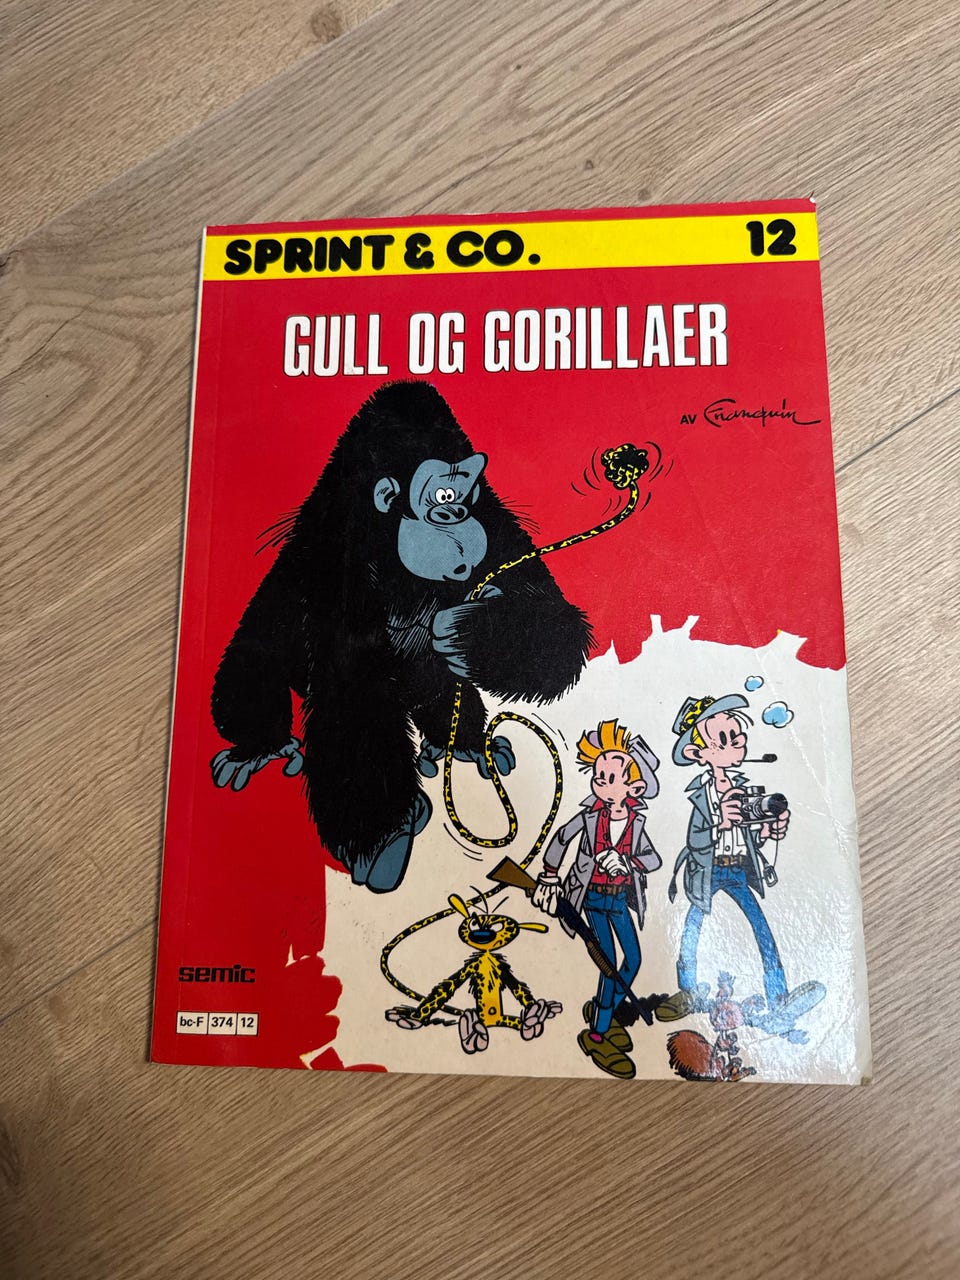 SPRINT & CO. 12
GULL OG GORILLAER
AV Franquin
semic
bc-F 374 12